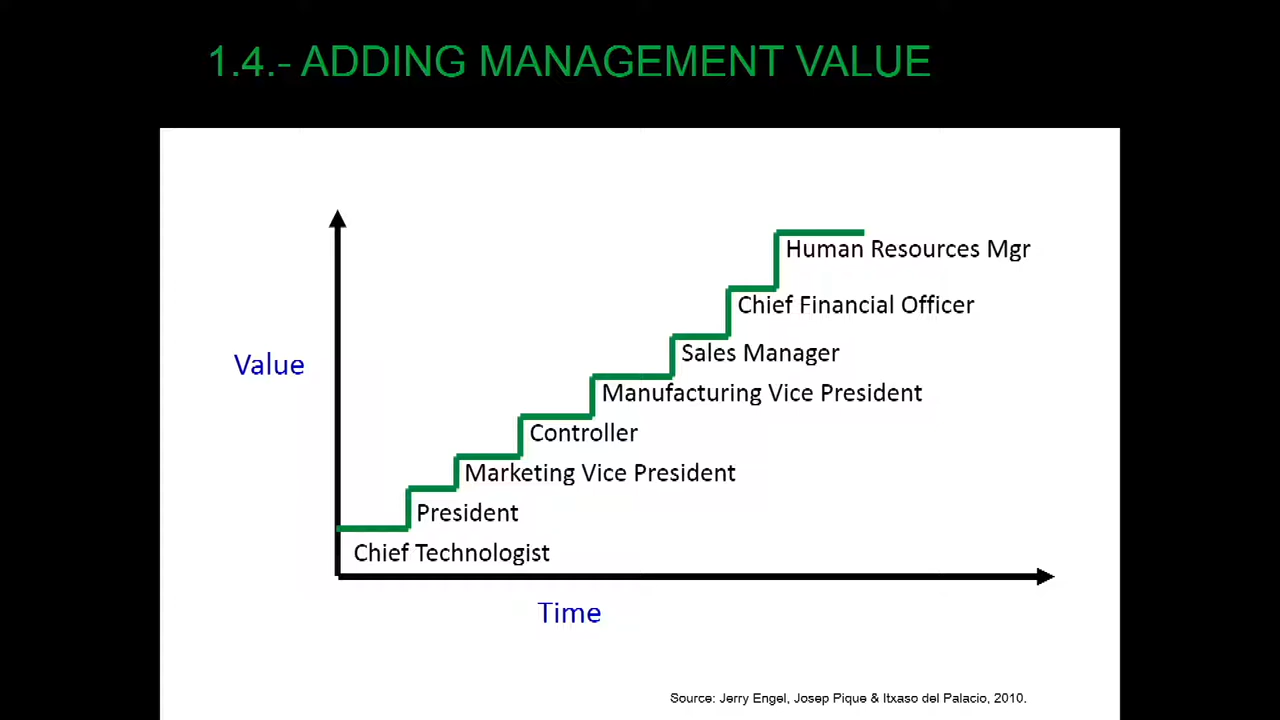 1.4.- ADDING MANAGEMENT VALUE
Human Resources Mgr
Chief Financial Officer
Sales Manager
Value
Manufacturing Vice President
Controller
Marketing Vice President
President
Chief Technologist
Time
Source: Jerry Engel, Josep Pique & Itxaso del Palacio, 2010.